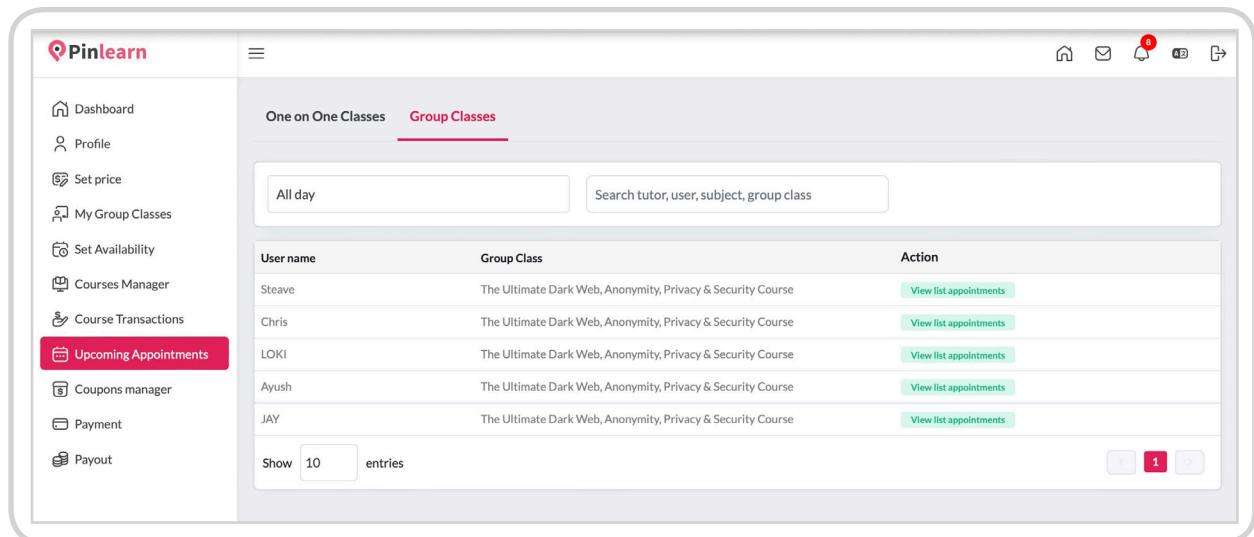 Pinlearn
8
Dashboard
Profile
Set price
My Group Classes
Set Availability
Courses Manager
Course Transactions
Upcoming Appointments
Coupons manager
Payment
Payout
One on One Classes Group Classes
All day Search tutor, user, subject, group class
User name Group Class Action
Steave The Ultimate Dark Web, Anonymity, Privacy & Security Course View list appointments
Chris The Ultimate Dark Web, Anonymity, Privacy & Security Course View list appointments
LOKI The Ultimate Dark Web, Anonymity, Privacy & Security Course View list appointments
Ayush The Ultimate Dark Web, Anonymity, Privacy & Security Course View list appointments
JAY The Ultimate Dark Web, Anonymity, Privacy & Security Course View list appointments
Show 10 entries < 1 >